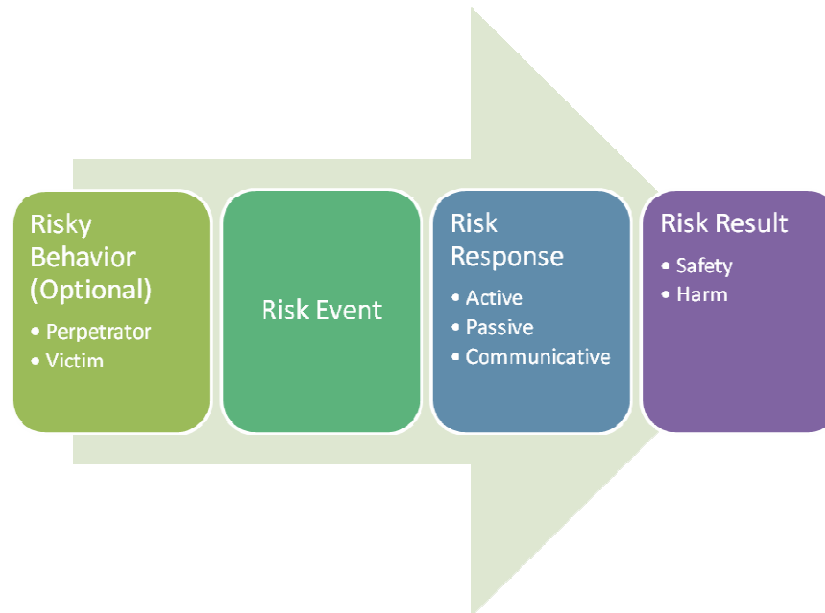 Risky
Behavior
(Optional)
• Perpetrator
• Victim
Risk Event
Risk
Response
• Active
• Passive
• Communicative
Risk Result
• Safety
• Harm